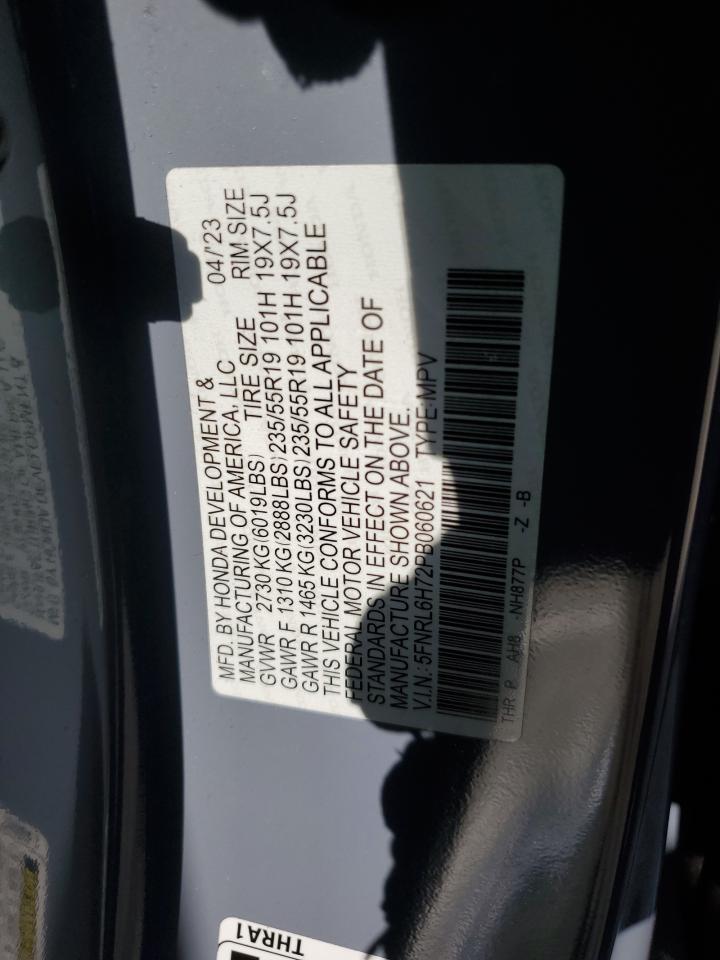 MFD. BY HONDA DEVELOPMENT &
MANUFACTURING OF AMERICA, LLC 04/'23
GVWR 2730 KG(6019LBS) TIRE SIZE RIM SIZE
GAWR F 1310 KG(2888LBS)235/55R19 101H 19X7.5J
GAWR R 1465 KG(3230LBS)235/55R19 101H 19X7.5J
THIS VEHICLE CONFORMS TO ALL APPLICABLE
FEDERAL MOTOR VEHICLE SAFETY
STANDARDS IN EFFECT ON THE DATE OF
MANUFACTURE SHOWN ABOVE.
V.I.N.:5FNRL6H72PB060621 TYPE:MPV
THR P AH8 -NH877P -Z -B
THRA1